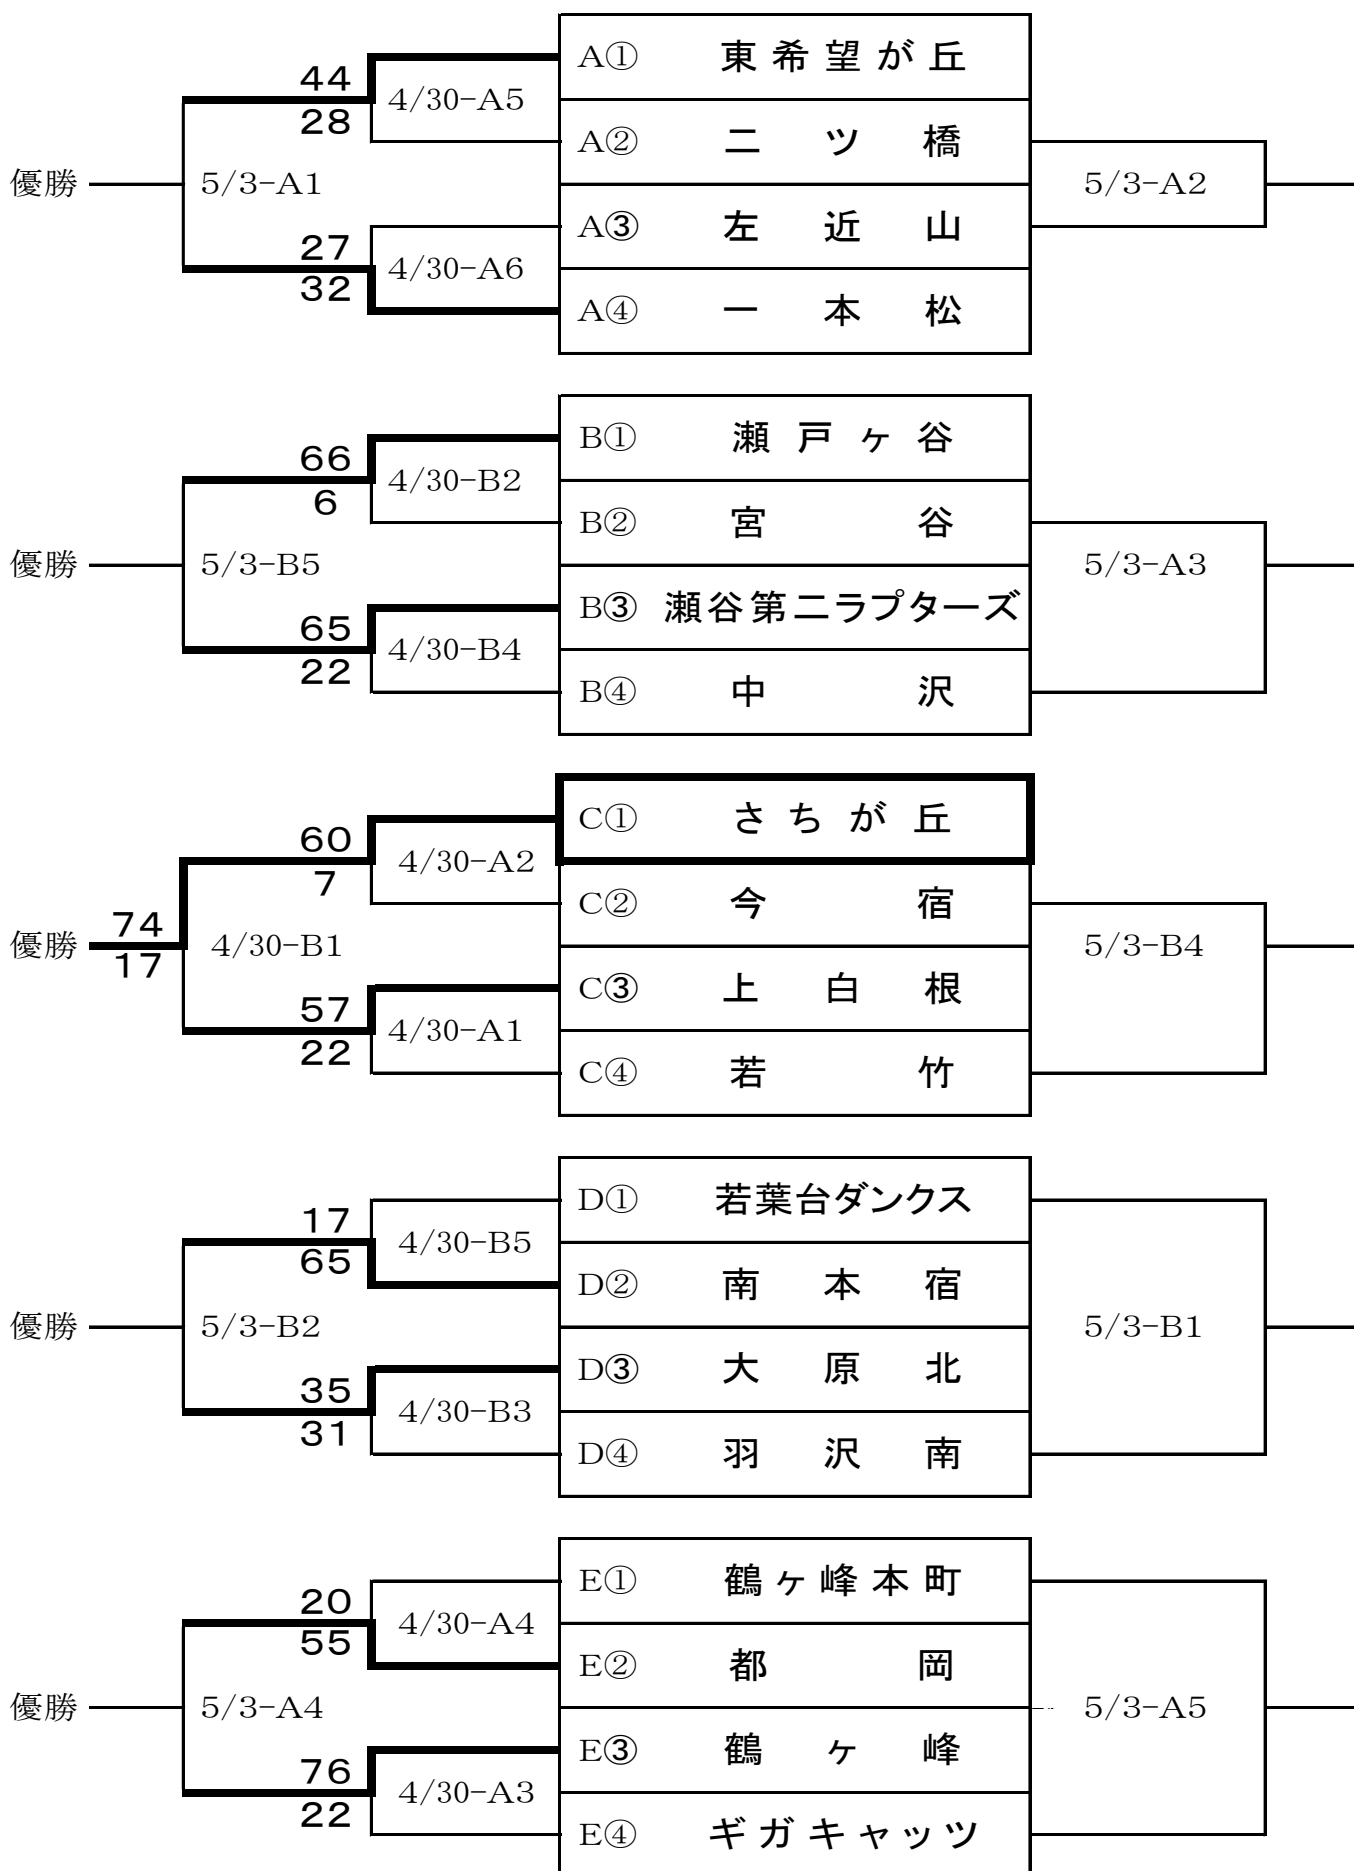 A① 東希望が丘
44
4/30-A5
28
A② 二ツ橋
優勝
5/3-A1
5/3-A2
A③ 左近山
27
4/30-A6
32
A④ 一本松
B① 瀬戸ヶ谷
66
4/30-B2
6
B② 宮谷
優勝
5/3-B5
5/3-A3
B③ 瀬谷第二ラプターズ
65
4/30-B4
22
B④ 中沢
C① さちが丘
60
4/30-A2
7
C② 今宿
優勝
74
17
4/30-B1
5/3-B4
C③ 上白根
57
4/30-A1
22
C④ 若竹
D① 若葉台ダンクス
17
4/30-B5
65
D② 南本宿
優勝
5/3-B2
5/3-B1
D③ 大原北
35
4/30-B3
31
D④ 羽沢南
E① 鶴ヶ峰本町
20
4/30-A4
55
E② 都岡
優勝
5/3-A4
5/3-A5
E③ 鶴ヶ峰
76
4/30-A3
22
E④ ギガキャッツ